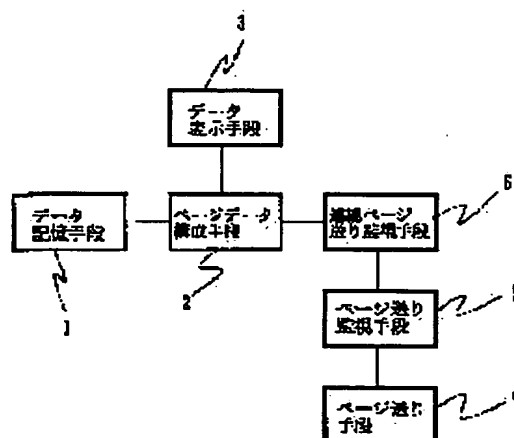 3
データ
表示手段
データ
記憶手段
ページデータ
構成手段
連続ページ
送り監視手段
6
1
2
ページ送り
監視手段
ページ送り
手段